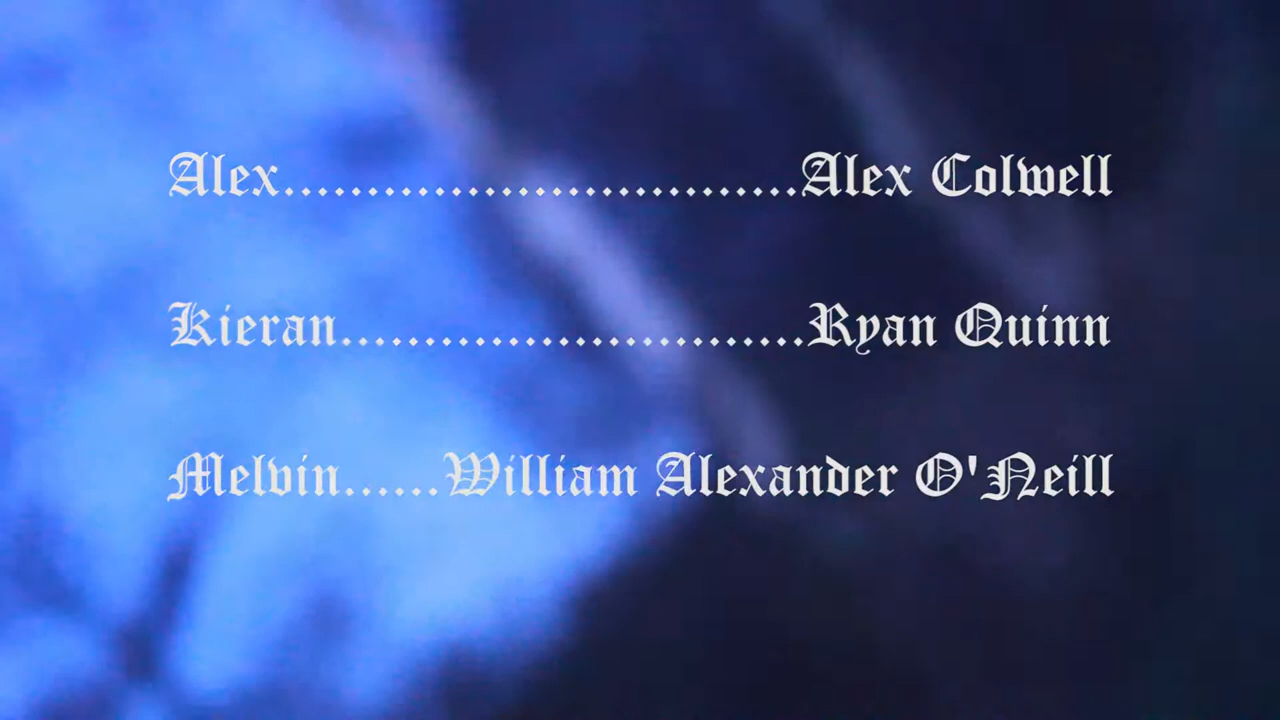 Alex...............................Alex Colwell
Kieran............................Ryan Quinn
Melvin......William Alexander O'Neill